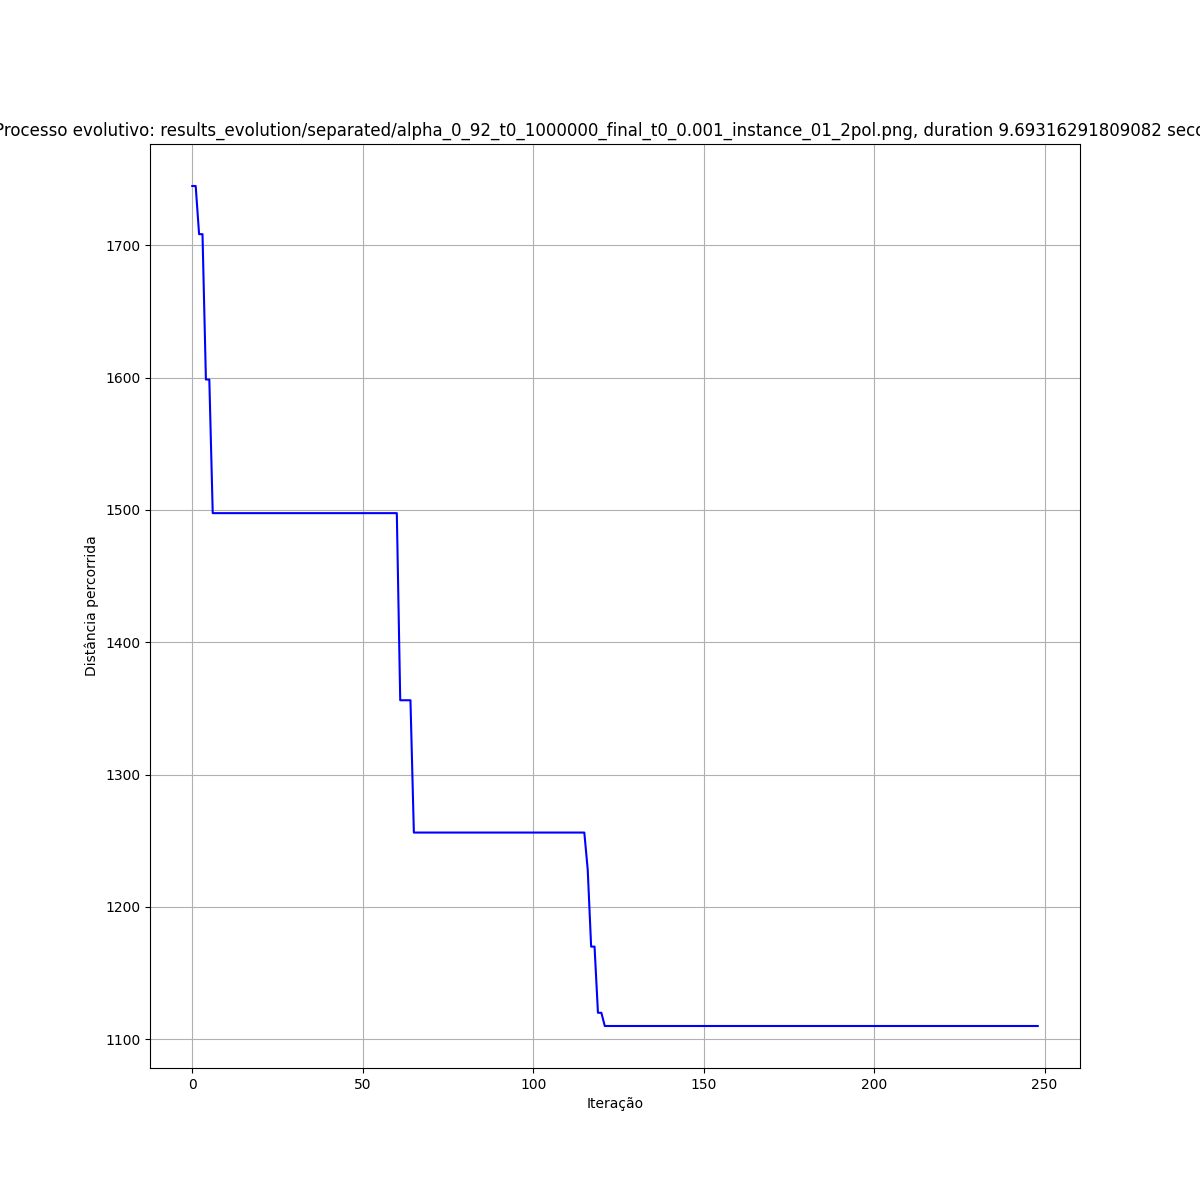 Processo evolutivo: results_evolution/separated/alpha_0_92_t0_1000000_final_t0_0.001_instance_01_2pol.png, duration 9.69316291809082 seco
1700
1600
1500
1400
1300
1200
1100
Distância percorrida
0 50 100 150 200 250
Iteração